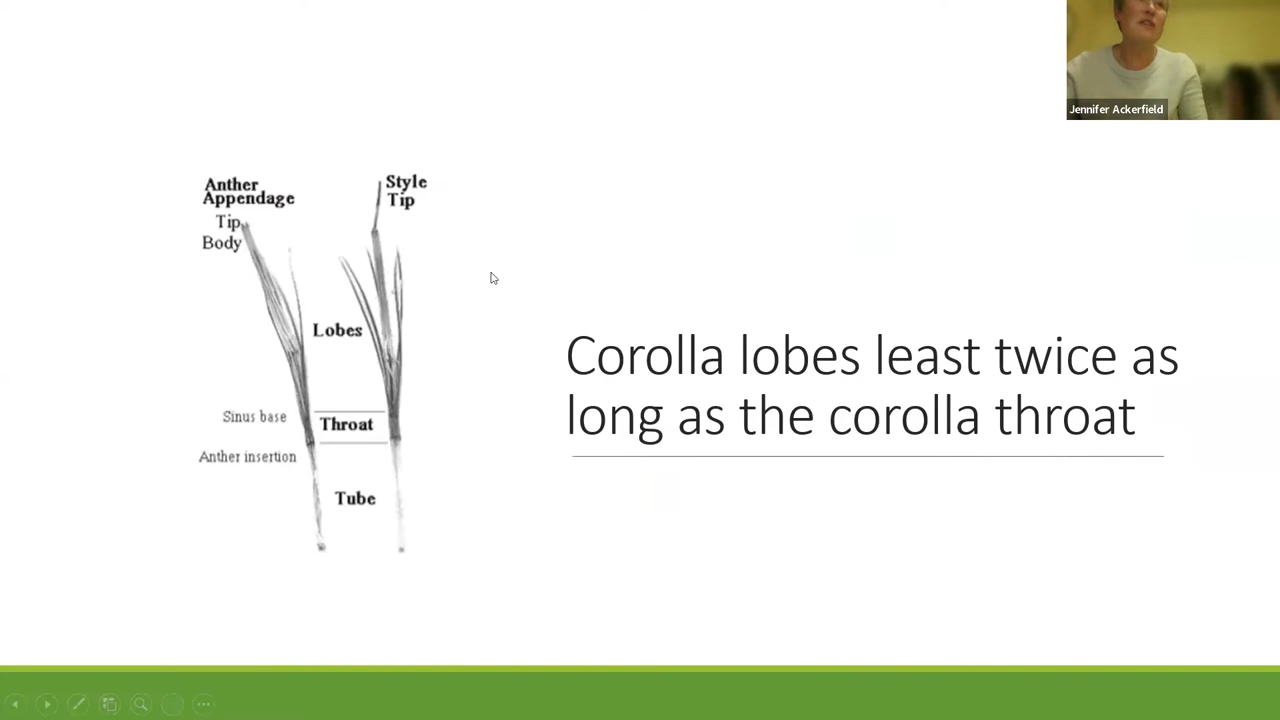 Jennifer Ackerfield
Anther
Appendage
Tip
Body
Style
Tip
Lobes
Sinus base
Throat
Anther insertion
Tube
Corolla lobes least twice as
long as the corolla throat